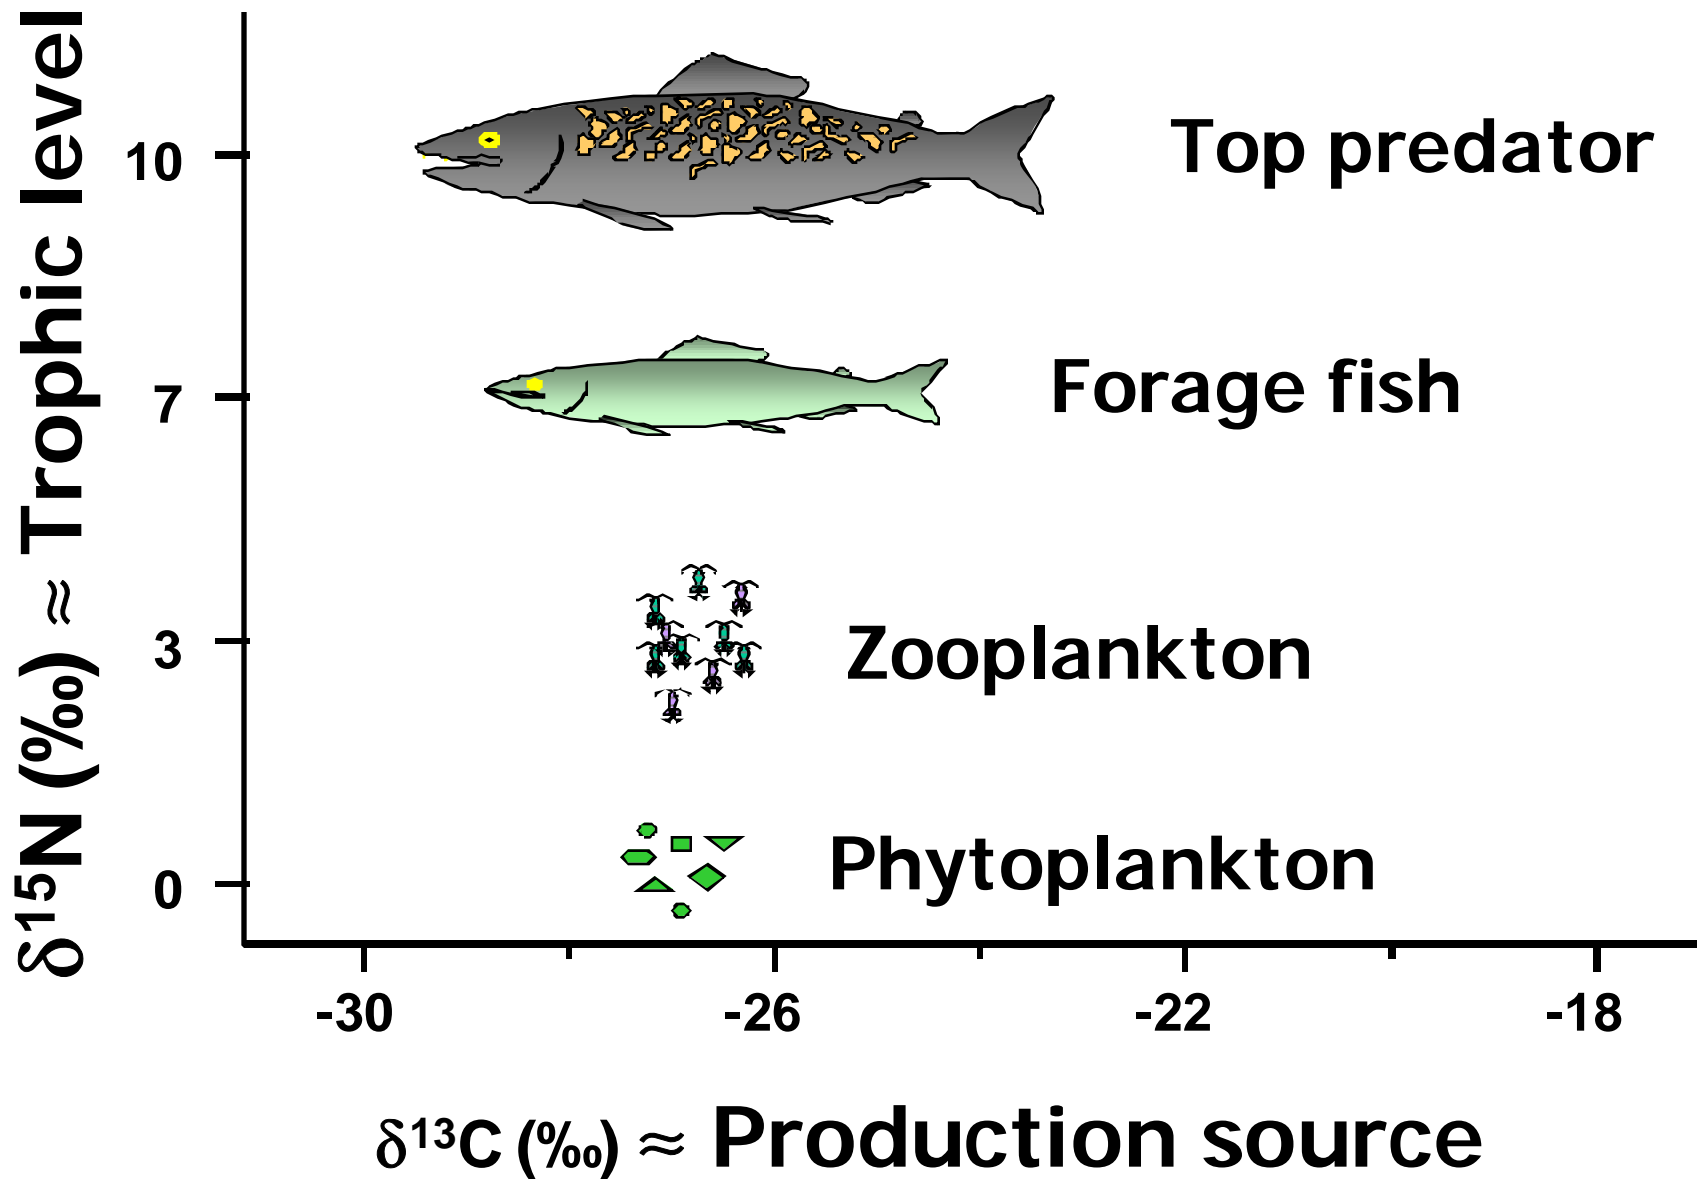 δ¹⁵N (‰) ≈ Trophic level
10
Top predator
7
Forage fish
3
Zooplankton
0
Phytoplankton
-30 -26 -22 -18
δ¹³C (‰) ≈ Production source